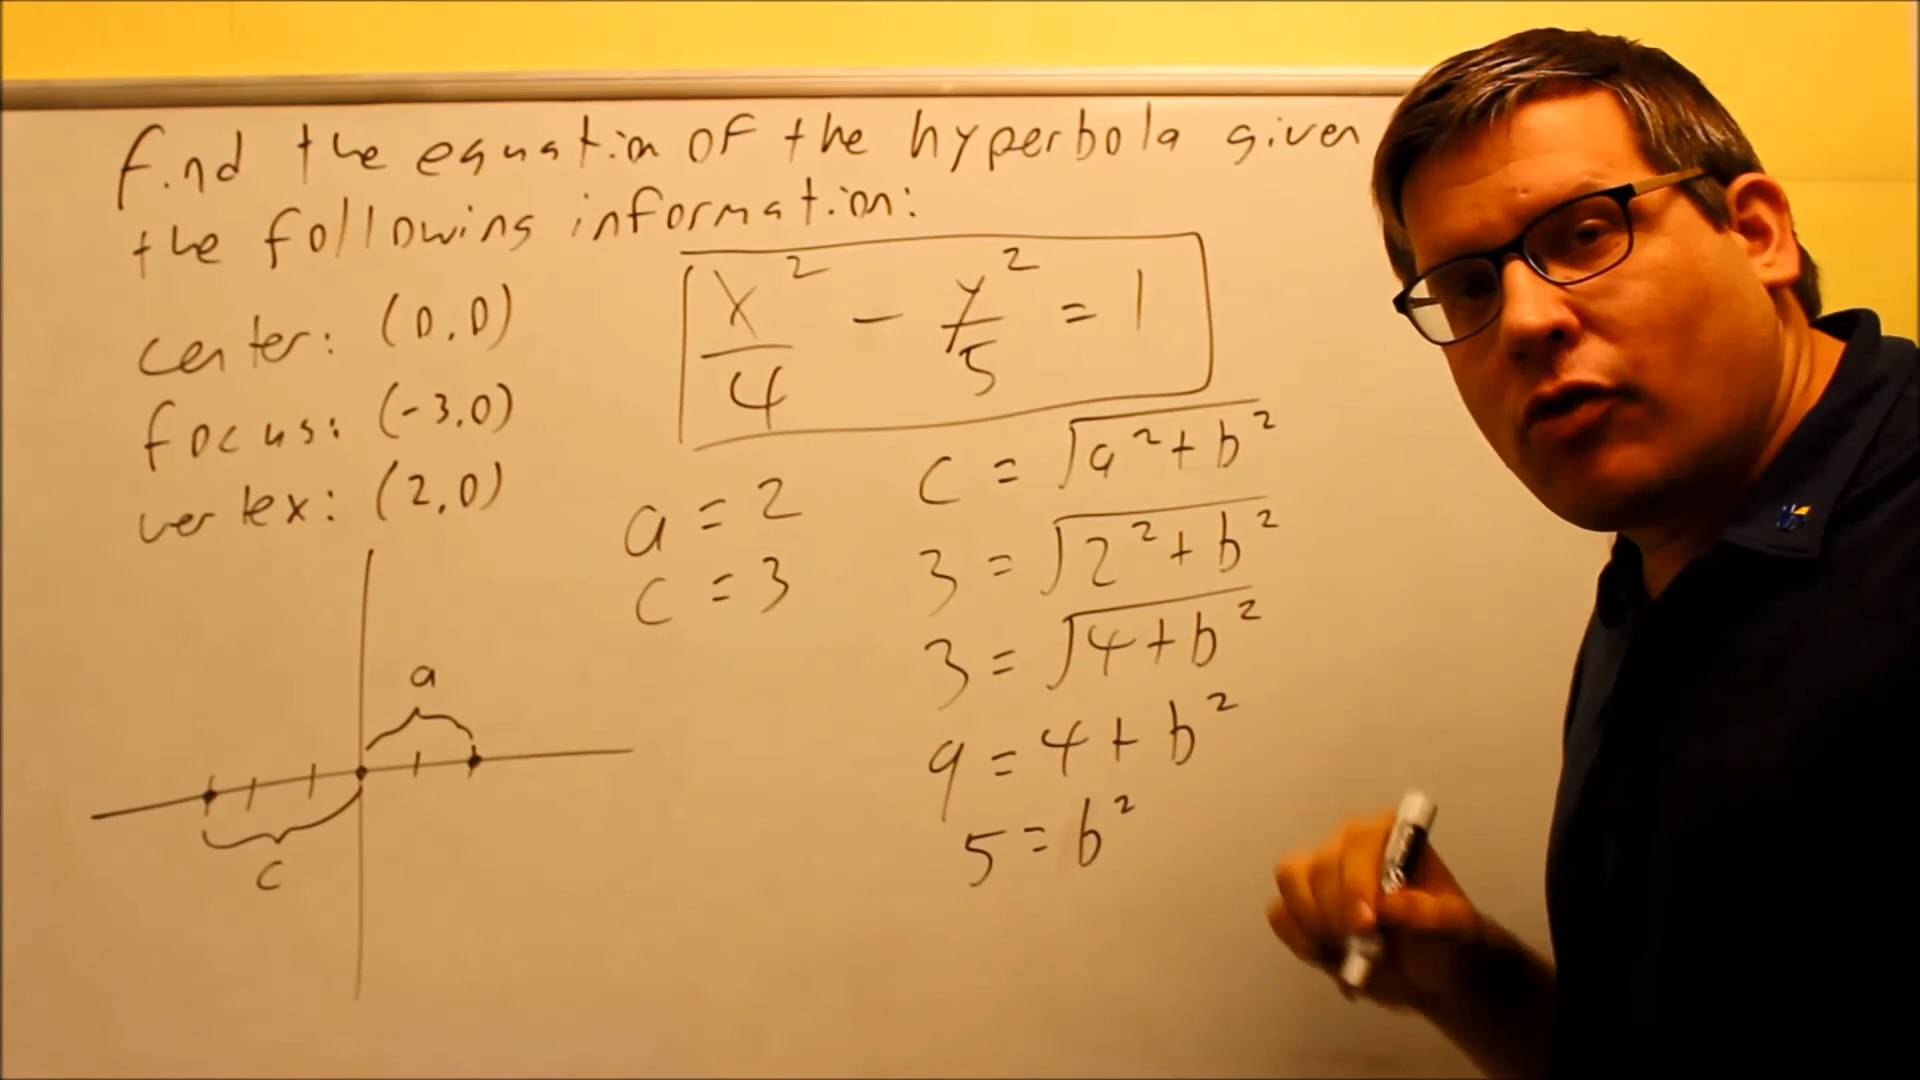 Find the equation of the hyperbola given
the following information:
center: (0,0)
focus: (-3,0)
vertex: (2,0)
x²/4 - y²/5 = 1
a = 2
c = 3
c = √a²+b²
3 = √2²+b²
3 = √4+b²
9 = 4+b²
5 = b²
a
c